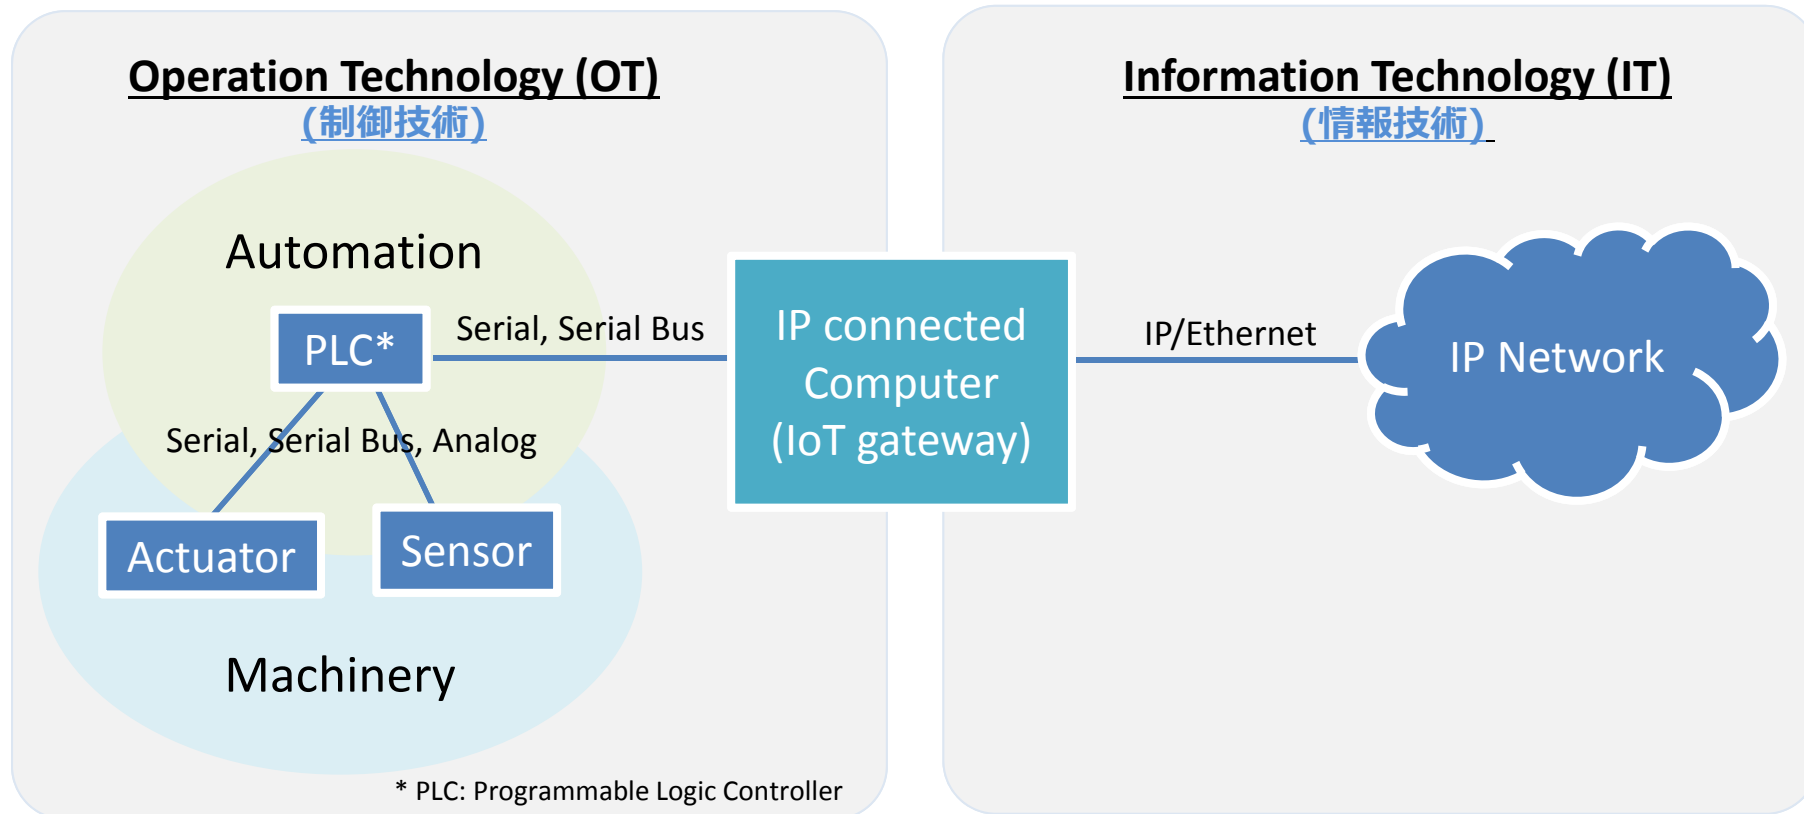 Operation Technology (OT)
(制御技術)
Automation
PLC*
Serial, Serial Bus
Serial, Serial Bus, Analog
Actuator
Sensor
Machinery
* PLC: Programmable Logic Controller
IP connected
Computer
(IoT gateway)
Information Technology (IT)
(情報技術)
IP/Ethernet
IP Network